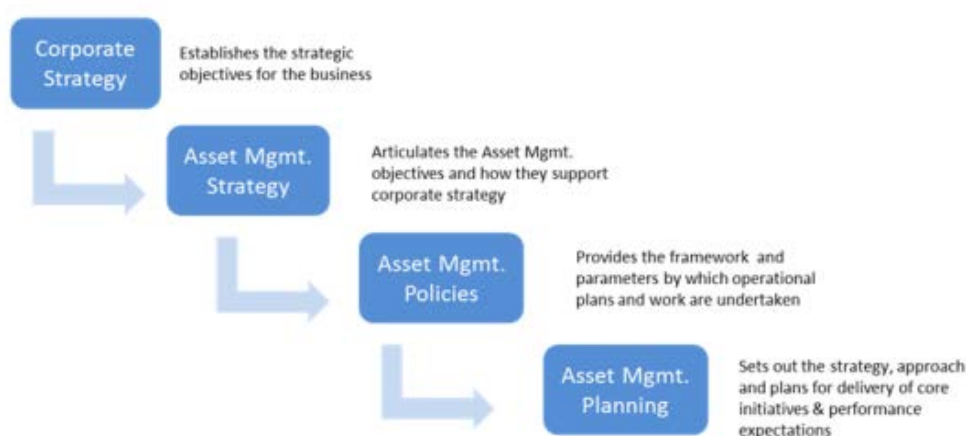 Corporate
Strategy
Establishes the strategic
objectives for the business
Asset Mgmt.
Strategy
Articulates the Asset Mgmt.
objectives and how they support
corporate strategy
Asset Mgmt.
Policies
Provides the framework and
parameters by which operational
plans and work are undertaken
Asset Mgmt.
Planning
Sets out the strategy, approach
and plans for delivery of core
initiatives & performance
expectations